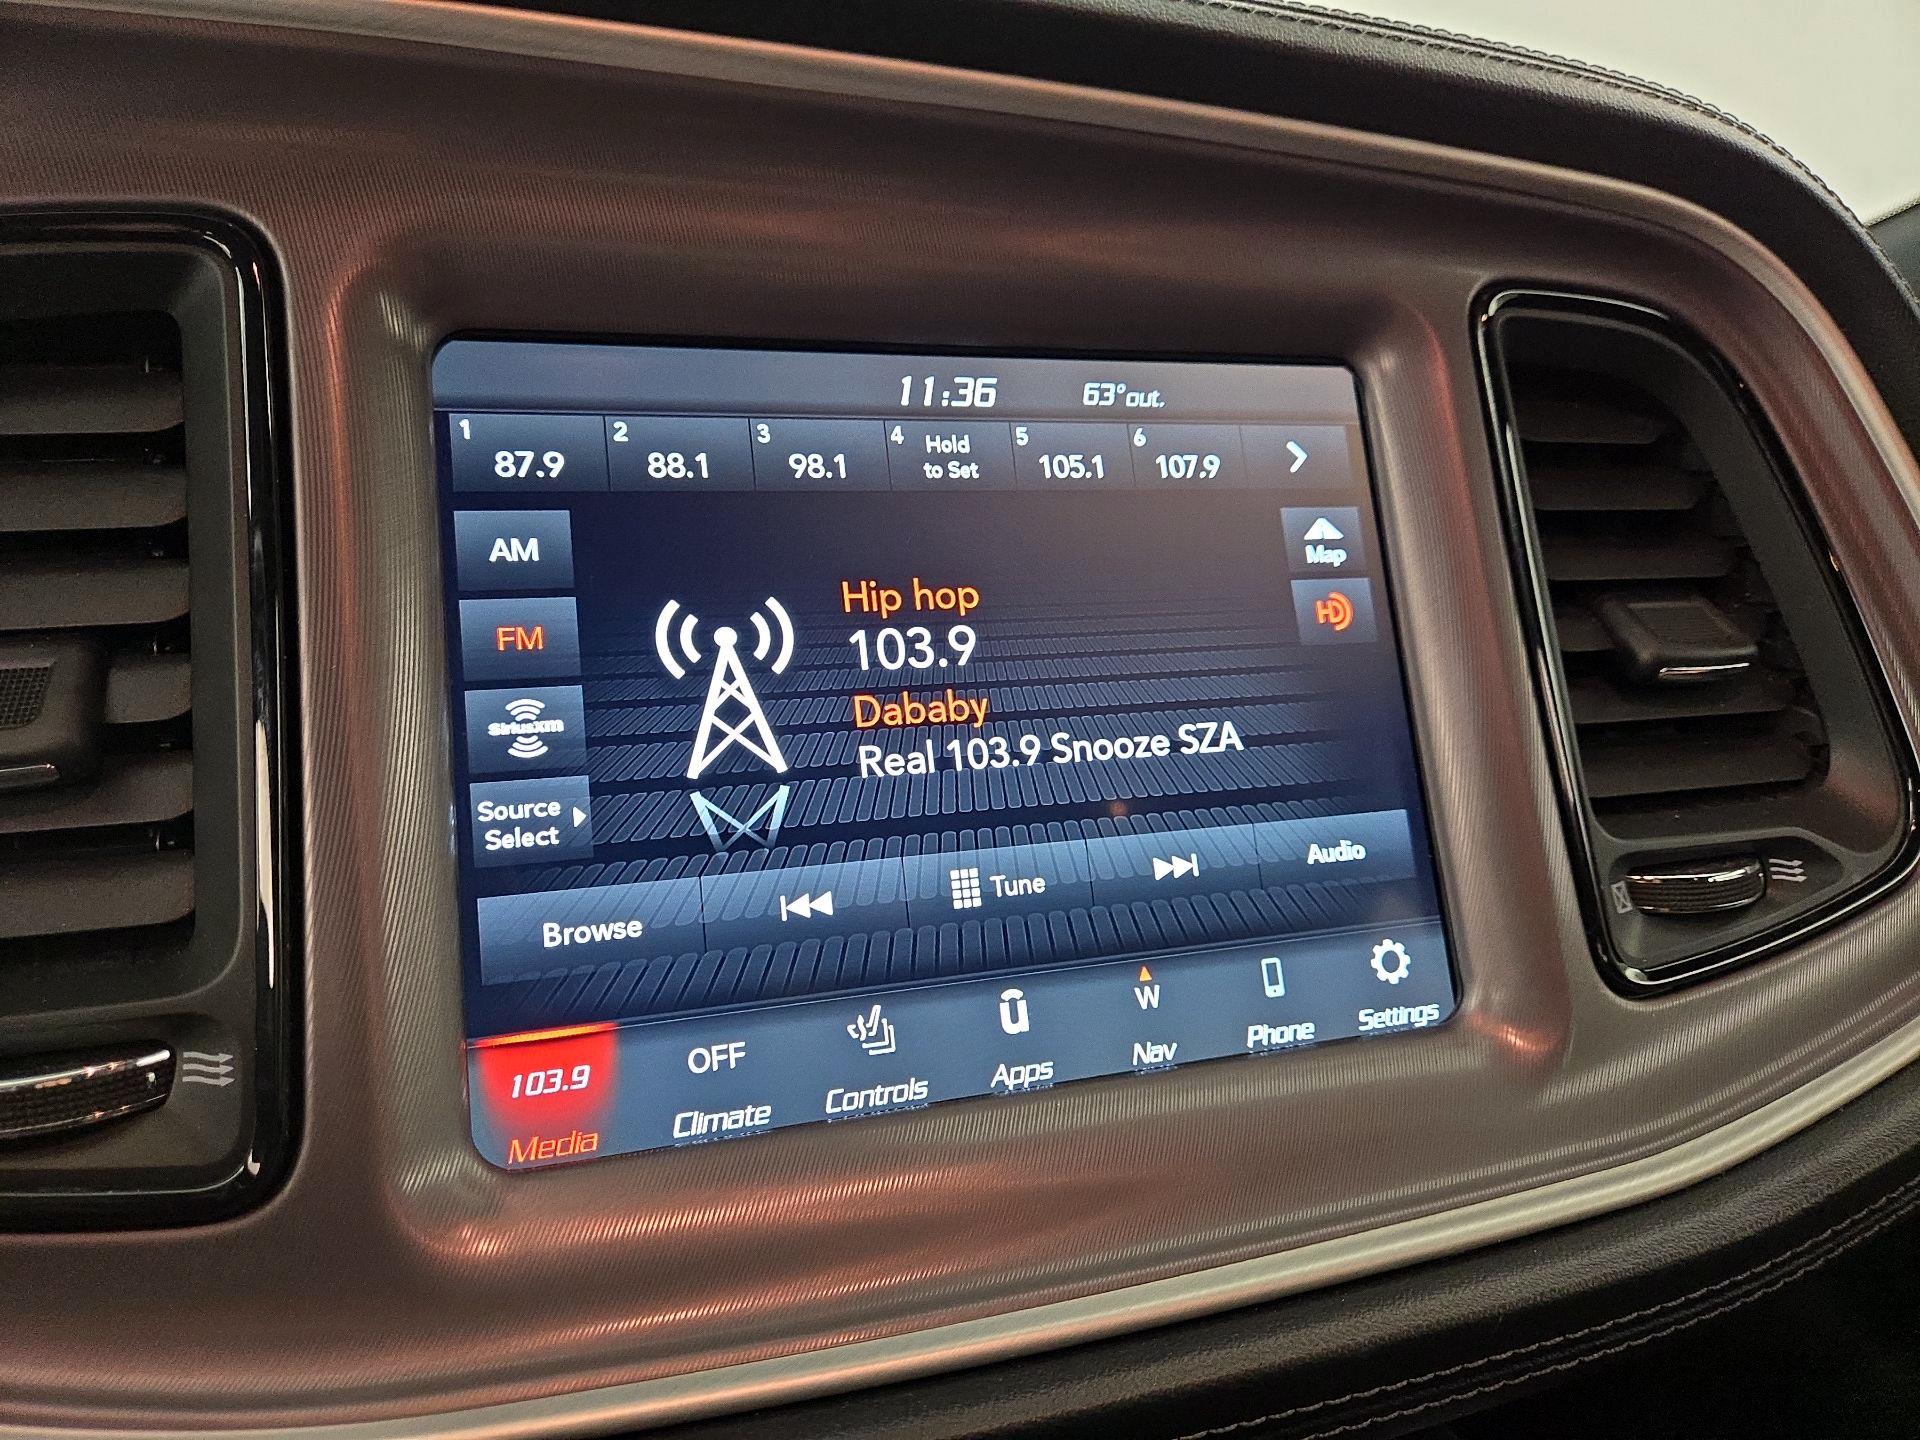 11:36 63°out.
1 87.9
2 88.1
3 98.1
4 Hold to Set
5 105.1
6 107.9
AM
Map
Hip hop
FM
HD
103.9
Dababy
SiriusXM
Real 103.9 Snooze SZA
Source
Select
Browse
Tune
Audio
103.9
Media
OFF
Climate
Controls
u
Apps
W
Nav
Phone
Settings